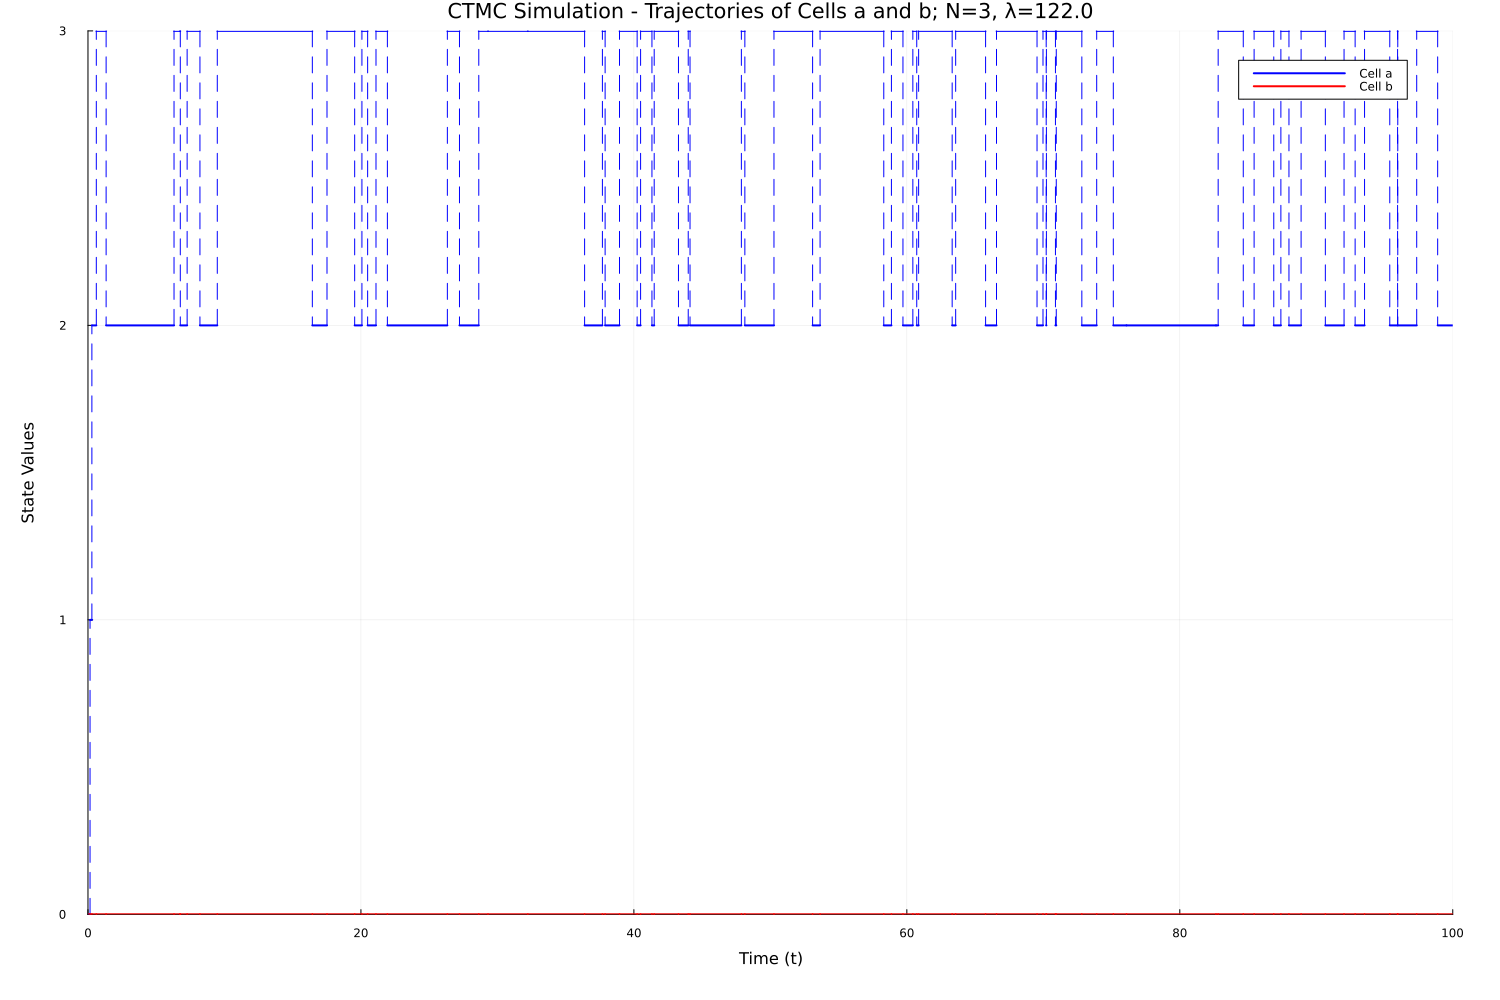 CTMC Simulation - Trajectories of Cells a and b; N=3, λ=122.0
3
Cell a
Cell b
2
State Values
1
0
0 20 40 60 80 100
Time (t)